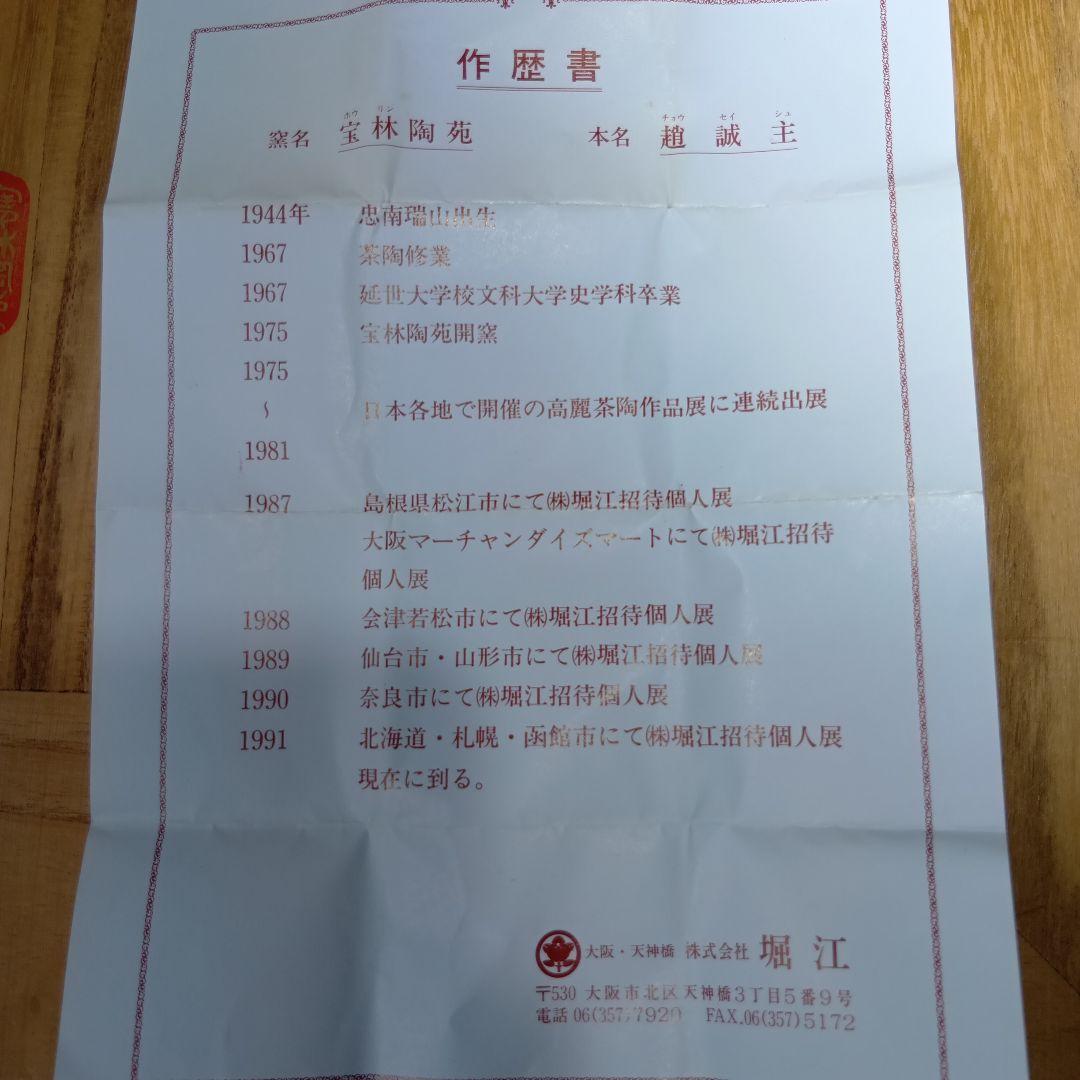 作歴書
窯名 宝林陶苑 本名 趙誠主
ホウ リン チョウ セイ シュ
1944年 忠南瑞山出生
1967 茶陶修業
1967 延世大学校文科大学史学科卒業
1975 宝林陶苑開窯
1975
〜 日本各地で開催の高麗茶陶作品展に連続出展
1981
1987 島根県松江市にて㈱堀江招待個人展
大阪マーチャンダイズマートにて㈱堀江招待
個人展
1988 会津若松市にて㈱堀江招待個人展
1989 仙台市・山形市にて㈱堀江招待個人展
1990 奈良市にて㈱堀江招待個人展
1991 北海道・札幌・函館市にて㈱堀江招待個人展
現在に到る。
大阪・天神橋 株式会社 堀江
〒530 大阪市北区天神橋3丁目5番9号
電話 06(357)7920 FAX.06(357)5172